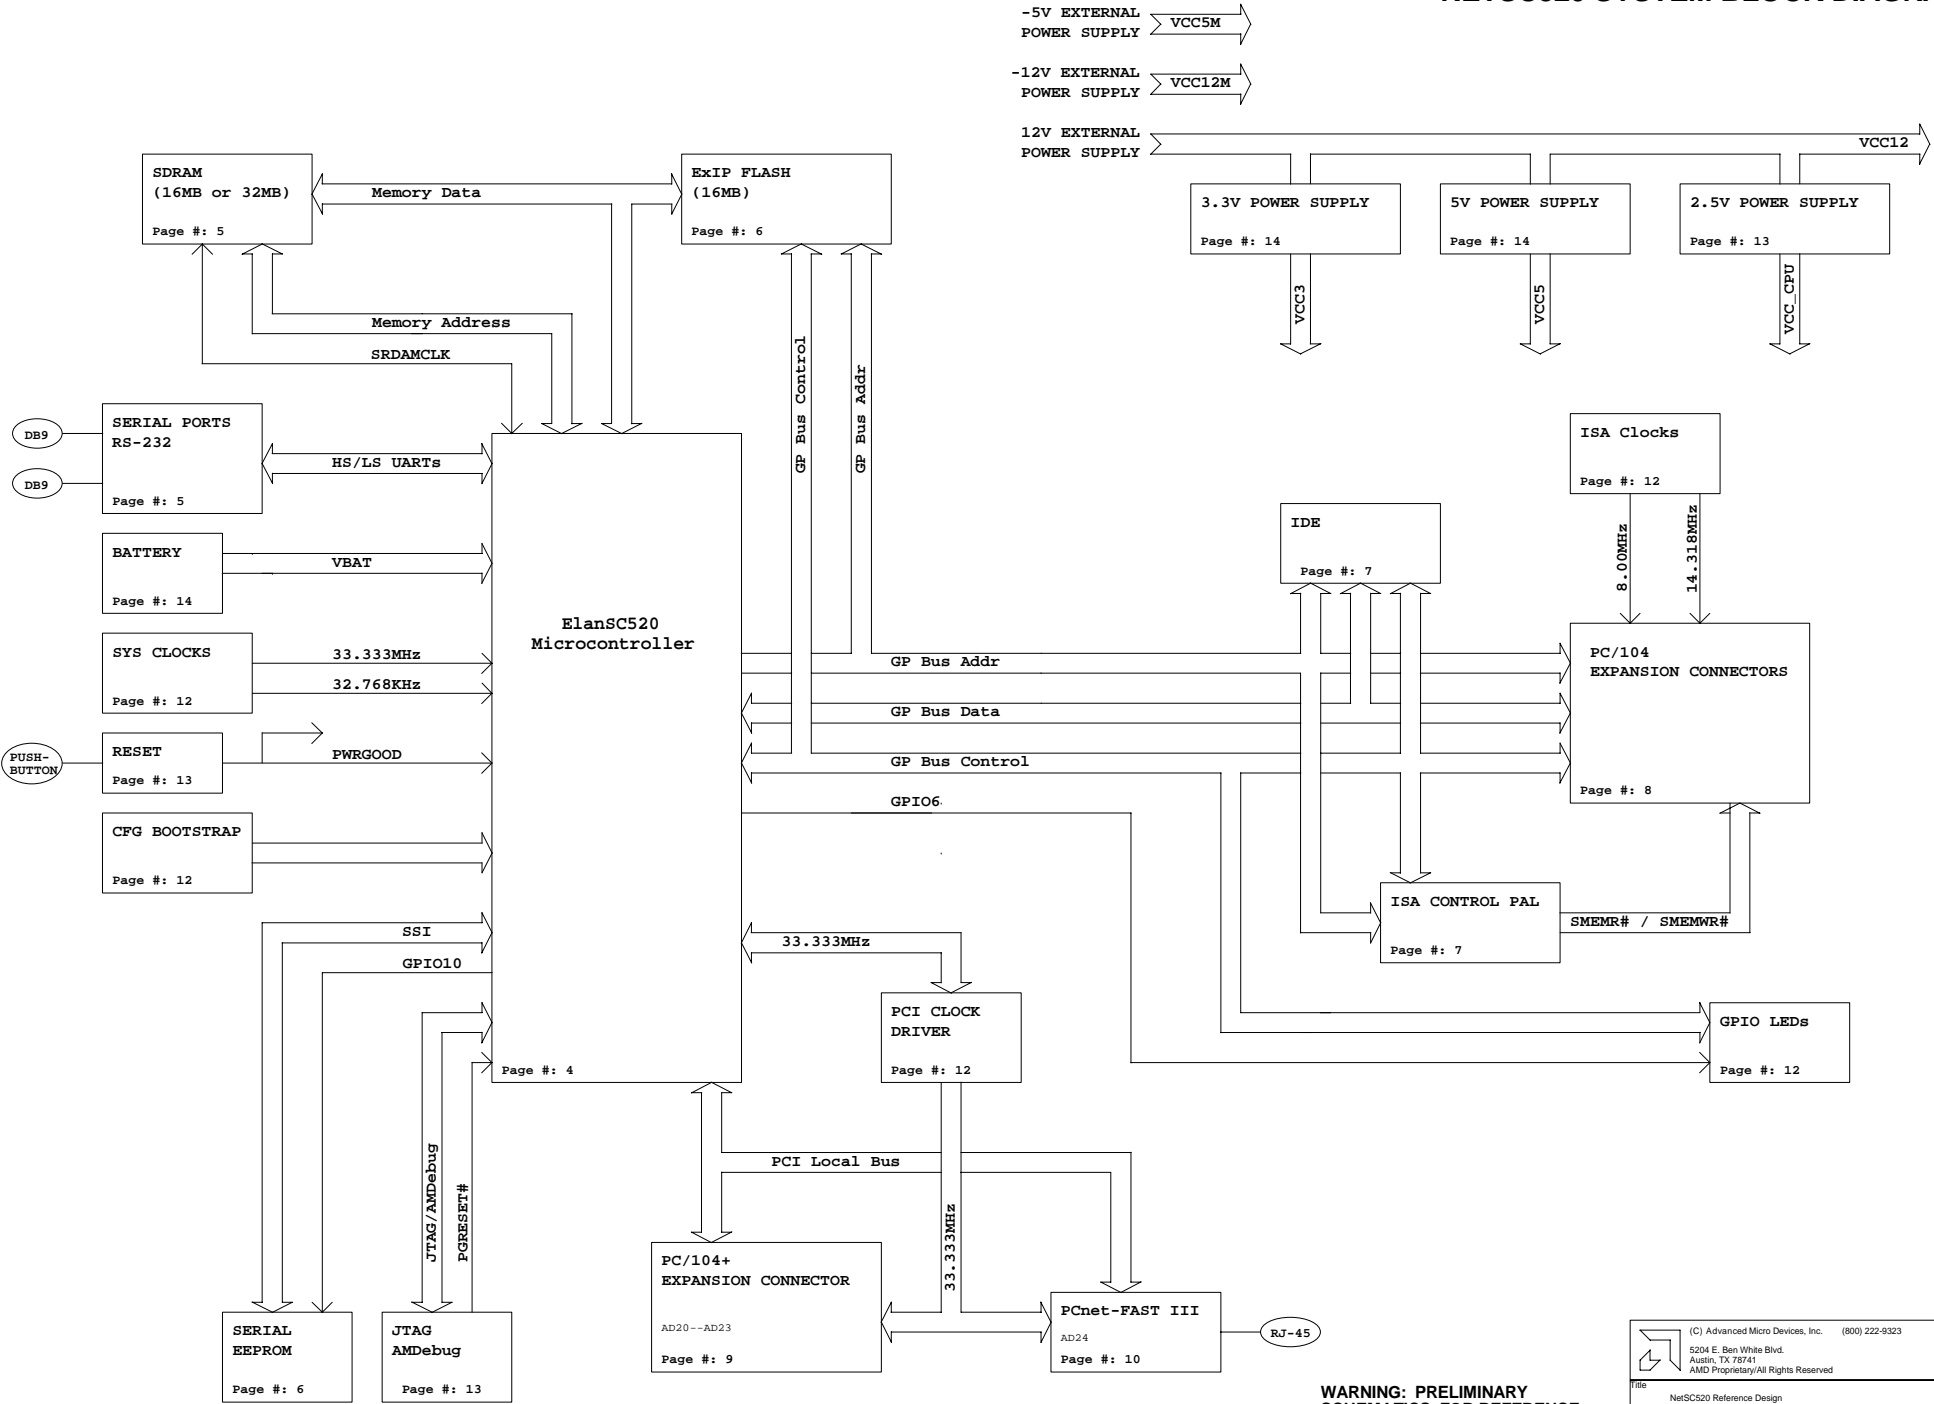 -5V EXTERNAL
POWER SUPPLY
VCC5M
-12V EXTERNAL
POWER SUPPLY
VCC12M
12V EXTERNAL
POWER SUPPLY
VCC12
SDRAM
(16MB or 32MB)
Page #: 5
Memory Data
ExIP FLASH
(16MB)
Page #: 6
3.3V POWER SUPPLY
Page #: 14
5V POWER SUPPLY
Page #: 14
2.5V POWER SUPPLY
Page #: 13
VCC3
VCC5
VCC_CPU
Memory Address
SRDAMCLK
GP Bus Control
GP Bus Addr
DB9
DB9
SERIAL PORTS
RS-232
Page #: 5
HS/LS UARTs
ISA Clocks
Page #: 12
8.00MHz
14.318MHz
IDE
Page #: 7
BATTERY
Page #: 14
VBAT
ElanSC520
Microcontroller
Page #: 4
SYS CLOCKS
Page #: 12
33.333MHz
32.768KHz
GP Bus Addr
GP Bus Data
GP Bus Control
GPIO6
PC/104
EXPANSION CONNECTORS
Page #: 8
PUSH-
BUTTON
RESET
Page #: 13
PWRGOOD
CFG BOOTSTRAP
Page #: 12
ISA CONTROL PAL
Page #: 7
SMEMR# / SMEMWR#
SSI
GPIO10
33.333MHz
PCI CLOCK
DRIVER
Page #: 12
GPIO LEDs
Page #: 12
JTAG/AMDebug
PGRESET#
PCI Local Bus
33.333MHz
PC/104+
EXPANSION CONNECTOR
AD20--AD23
Page #: 9
PCnet-FAST III
AD24
Page #: 10
RJ-45
SERIAL
EEPROM
Page #: 6
JTAG
AMDebug
Page #: 13
(C) Advanced Micro Devices, Inc. (800) 222-9323
5204 E. Ben White Blvd.
Austin, TX 78741
AMD Proprietary/All Rights Reserved
Title
NetSC520 Reference Design
WARNING: PRELIMINARY